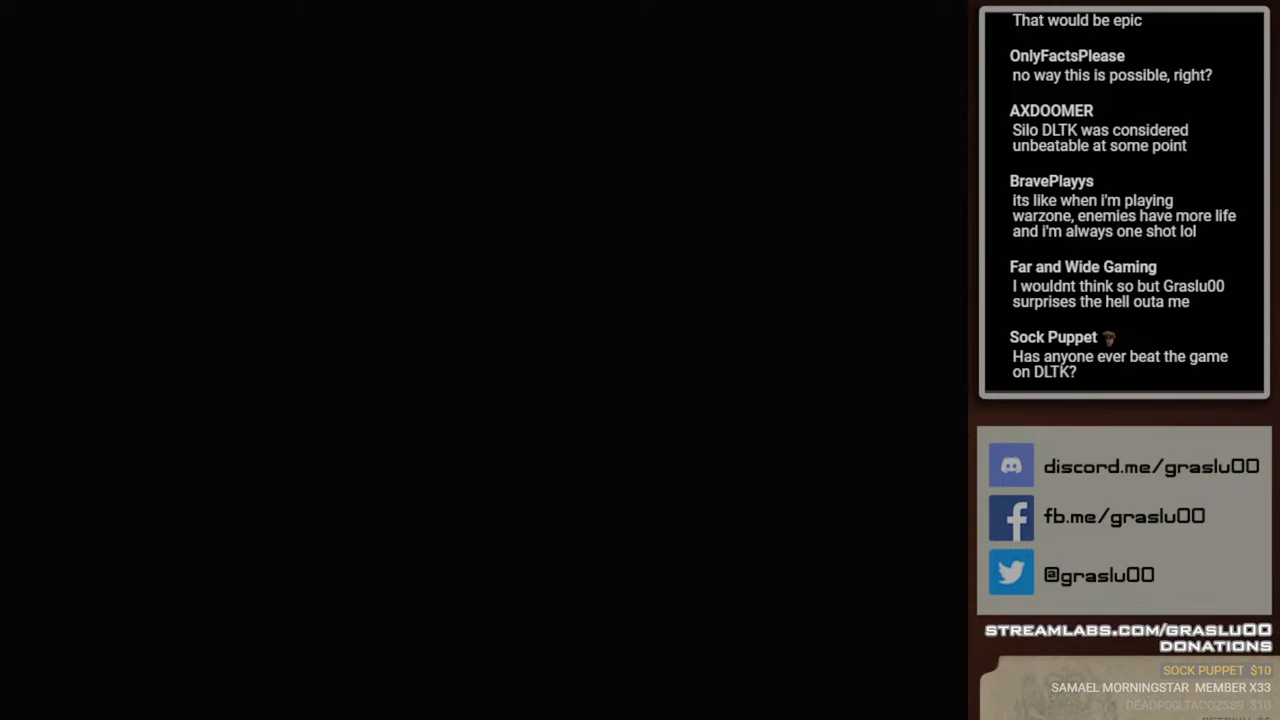 That would be epic
OnlyFactsPlease
no way this is possible, right?
AXDOOMER
Silo DLTK was considered
unbeatable at some point
BravePlayys
its like when i'm playing
warzone, enemies have more life
and i'm always one shot lol
Far and Wide Gaming
I wouldnt think so but Graslu00
surprises the hell outa me
Sock Puppet
Has anyone ever beat the game
on DLTK?
discord.me/graslu00
fb.me/graslu00
@graslu00
STREAMLABS.COM/GRASLU00
DONATIONS
SOCK PUPPET $10
SAMAEL MORNINGSTAR MEMBER X33
DEADP00LTACOZS89 $10